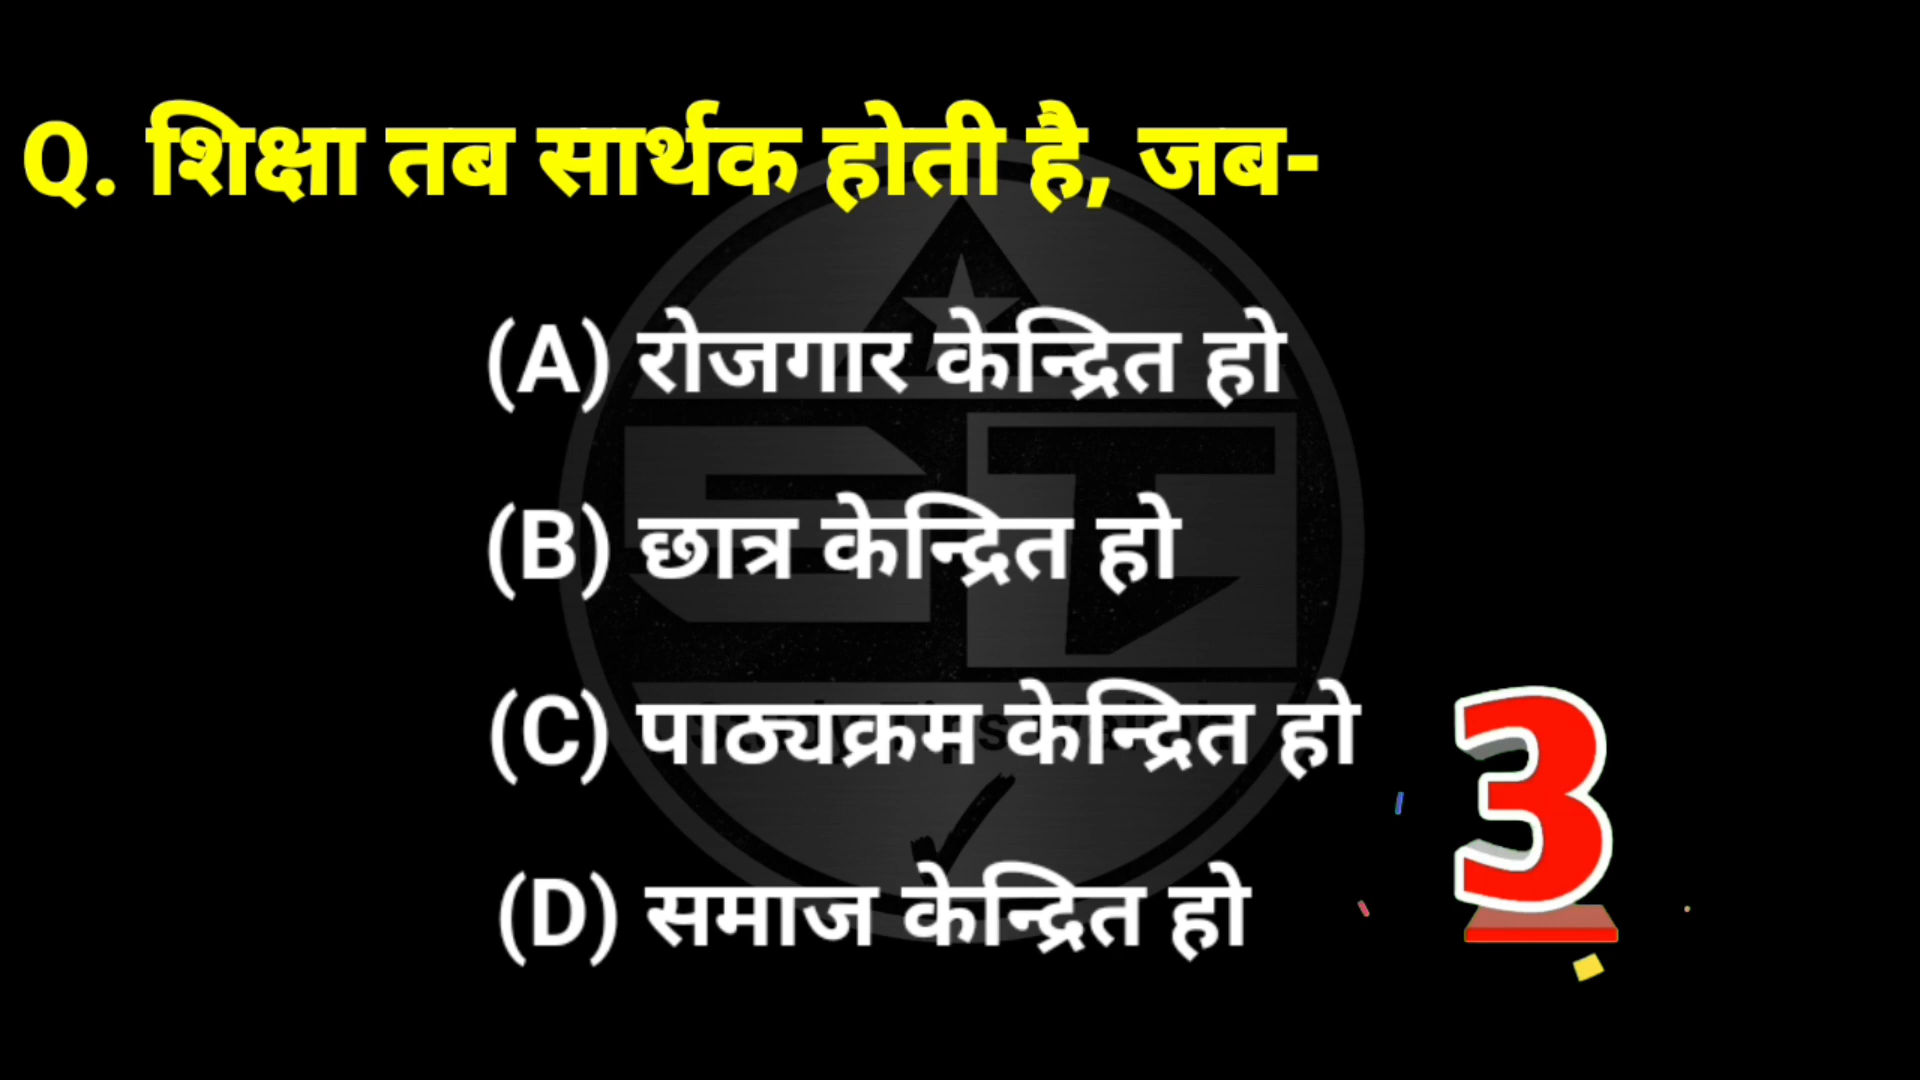 Q. शिक्षा तब सार्थक होती है, जब-
(A) रोजगार केन्द्रित हो
(B) छात्र केन्द्रित हो
(C) पाठ्यक्रम केन्द्रित हो
(D) समाज केन्द्रित हो
3